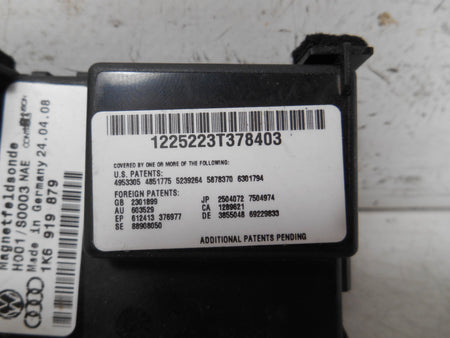 Magnetfeldsonde
H001/S0003 NAE
Made in Germany 24.04.08
1K6 919 879
1225223T378403
COVERED BY ONE OR MORE OF THE FOLLOWING:
U.S. PATENTS:
4953305 4851775 5239264 5878370 6301794
FOREIGN PATENTS:
GB 2301899 JP 2504072 7504974
AU 603529 CA 1289621
EP 612413 376977 DE 3855048 69229833
SE 88908050
ADDITIONAL PATENTS PENDING